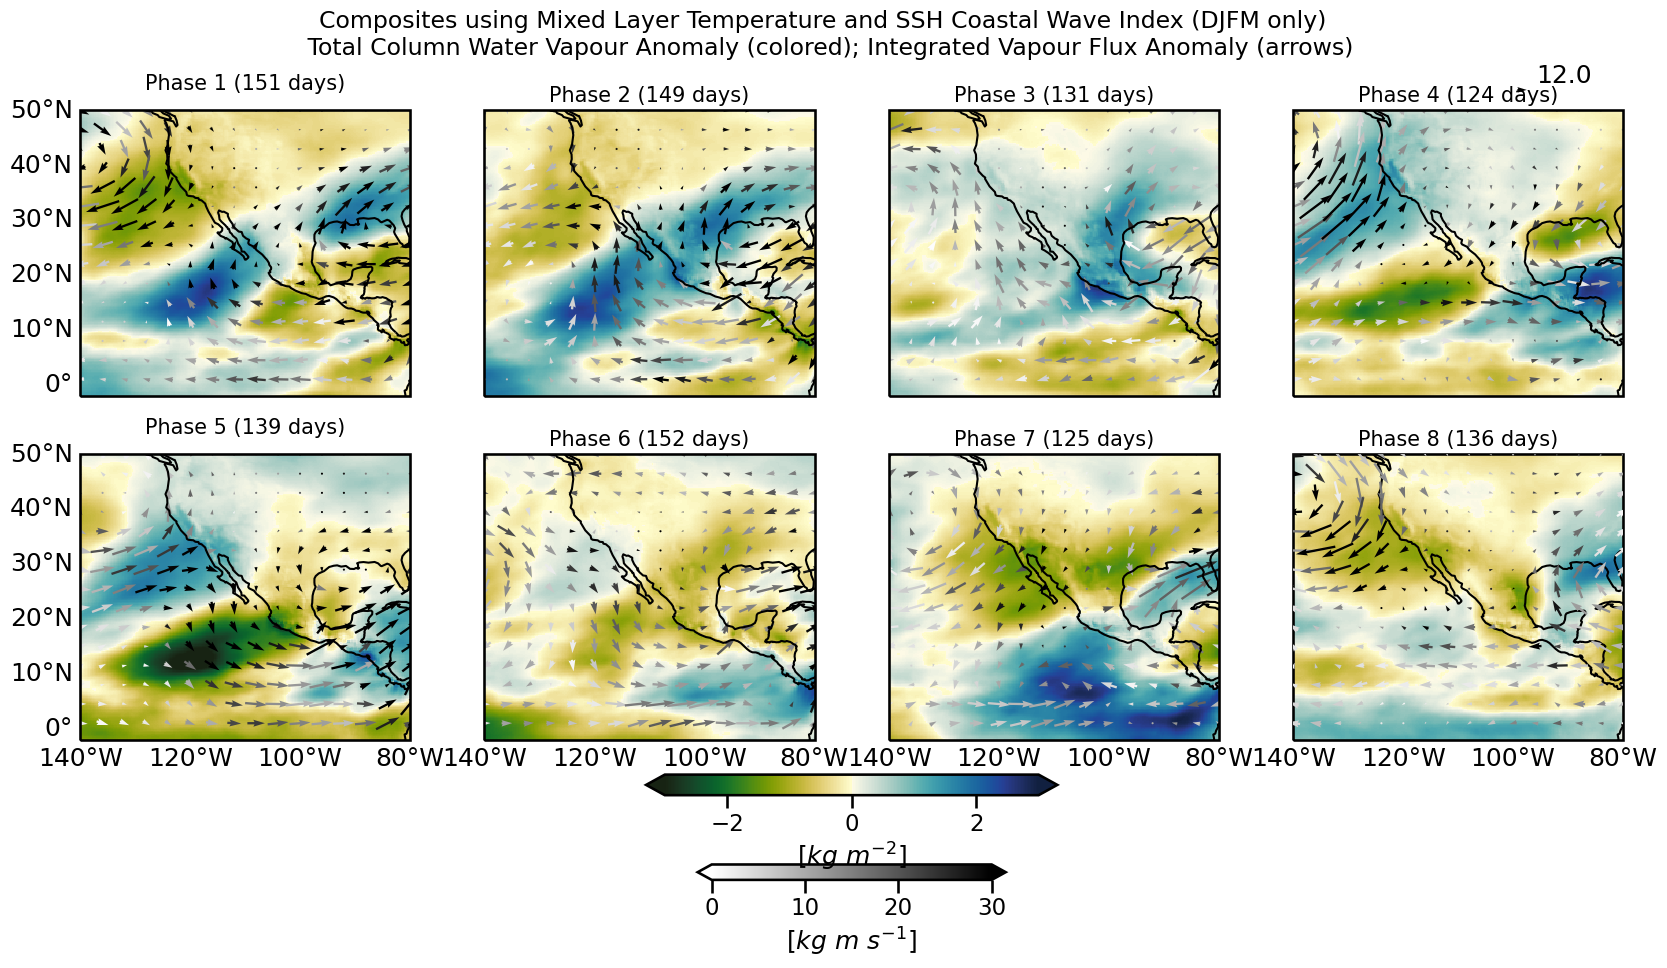 Composites using Mixed Layer Temperature and SSH Coastal Wave Index (DJFM only)
Total Column Water Vapour Anomaly (colored); Integrated Vapour Flux Anomaly (arrows)
12.0
Phase 1 (151 days)
Phase 2 (149 days)
Phase 3 (131 days)
Phase 4 (124 days)
50°N
40°N
30°N
20°N
10°N
0°
Phase 5 (139 days)
Phase 6 (152 days)
Phase 7 (125 days)
Phase 8 (136 days)
50°N
40°N
30°N
20°N
10°N
0°
140°W 120°W 100°W 80°W
140°W 120°W 100°W 80°W
140°W 120°W 100°W 80°W
140°W 120°W 100°W 80°W
−2 0 2
[kg m⁻²]
0 10 20 30
[kg m s⁻¹]